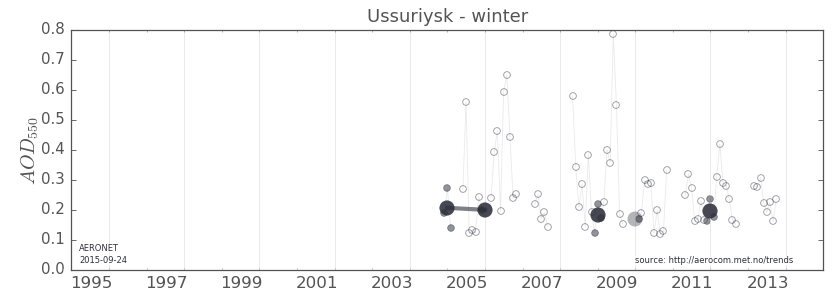 Ussuriysk - winter
0.8
0.7
0.6
0.5
0.4
0.3
0.2
0.1
0.0
AOD550
AERONET
2015-09-24
source: http://aerocom.met.no/trends
1995 1997 1999 2001 2003 2005 2007 2009 2011 2013